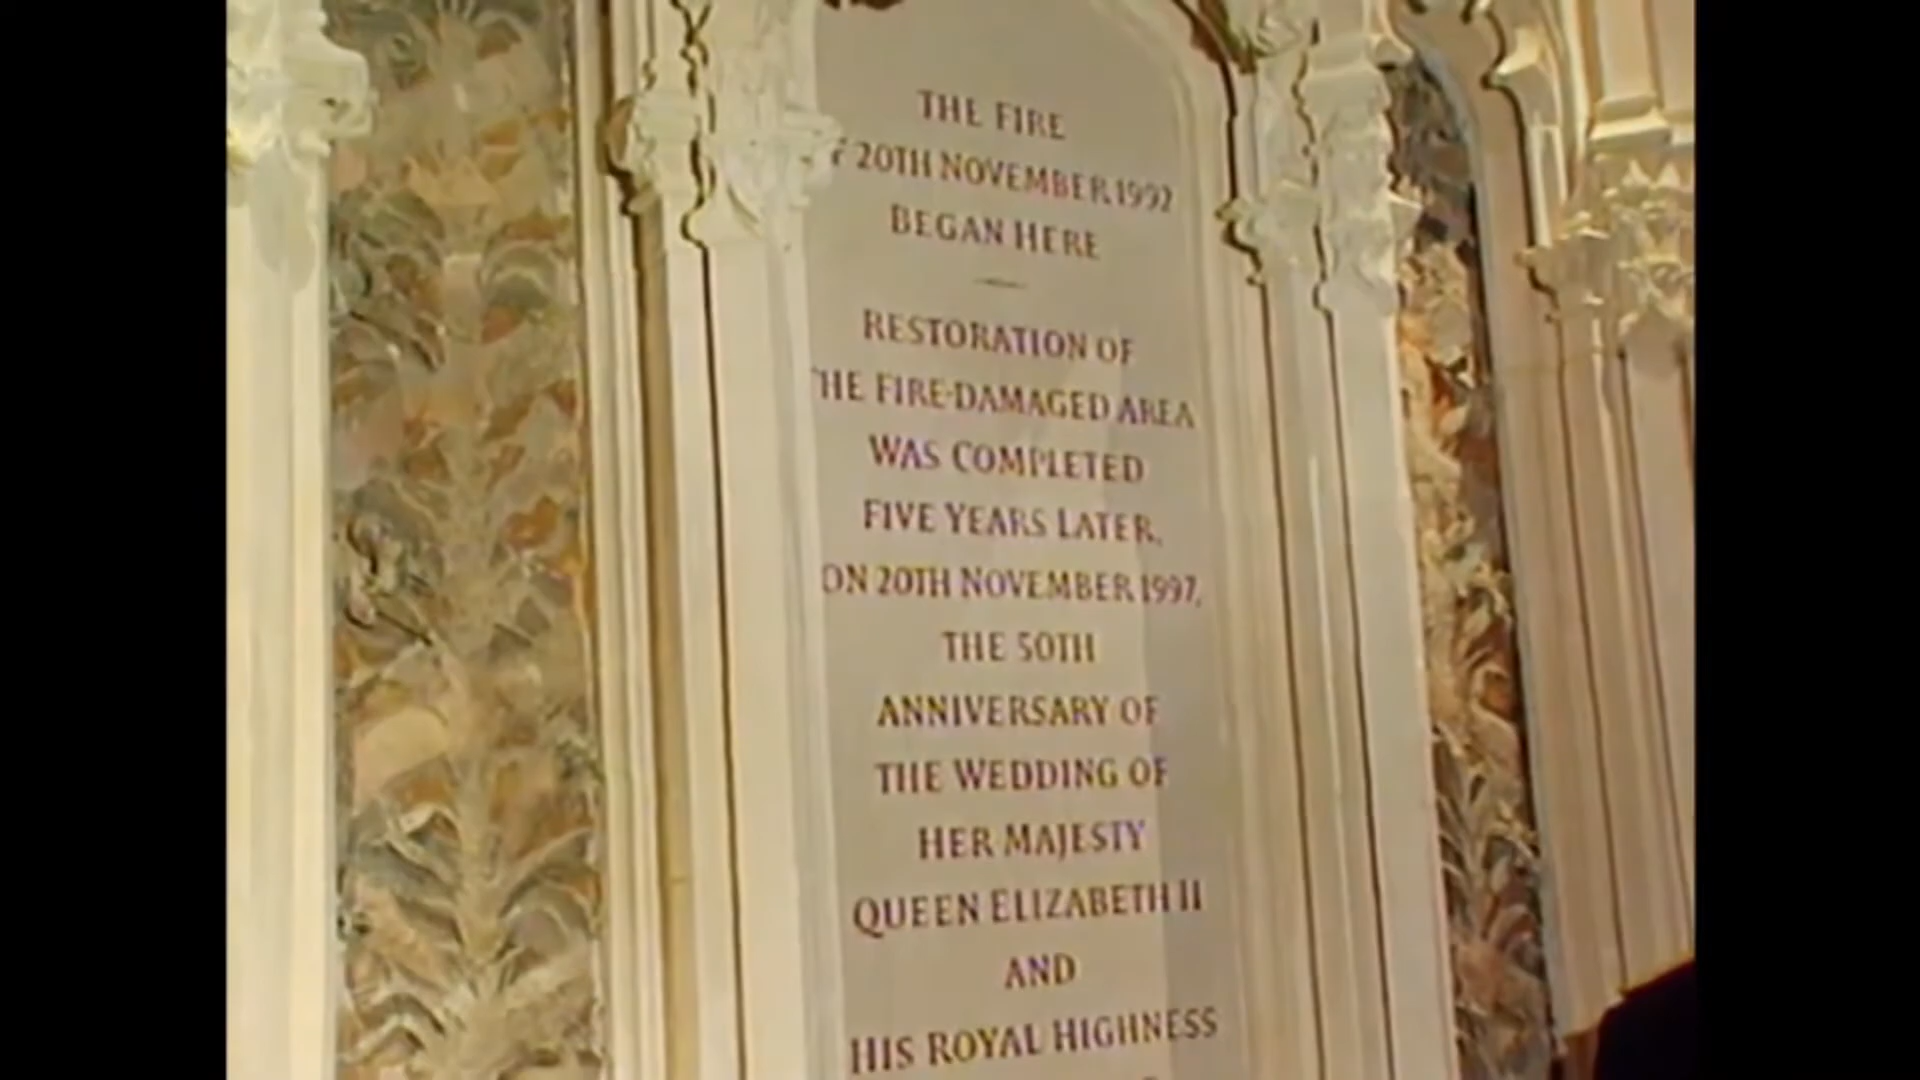 THE FIRE
20TH NOVEMBER 1992
BEGAN HERE
RESTORATION OF
THE FIRE-DAMAGED AREA
WAS COMPLETED
FIVE YEARS LATER,
ON 20TH NOVEMBER 1997,
THE 50TH
ANNIVERSARY OF
THE WEDDING OF
HER MAJESTY
QUEEN ELIZABETH II
AND
HIS ROYAL HIGHNESS